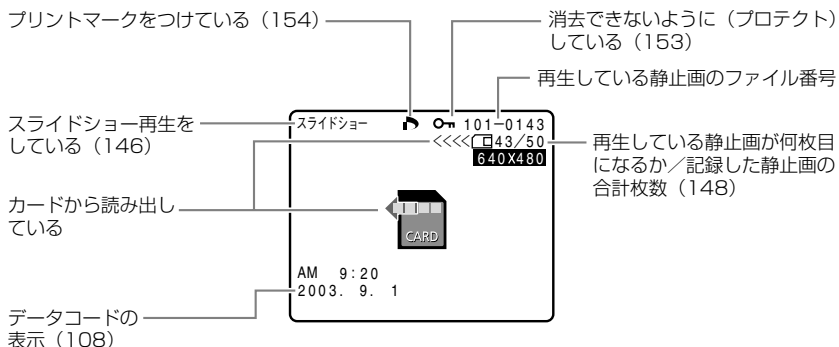 プリントマークをつけている（154）
消去できないように（プロテクト）
している（153）
再生している静止画のファイル番号
スライドショー再生を
している（146）
スライドショー 101-0143
<<<<43/50
640X480
再生している静止画が何枚目
になるか／記録した静止画の
合計枚数（148）
カードから読み出し
ている
CARD
AM 9:20
2003. 9. 1
データコードの
表示（108）